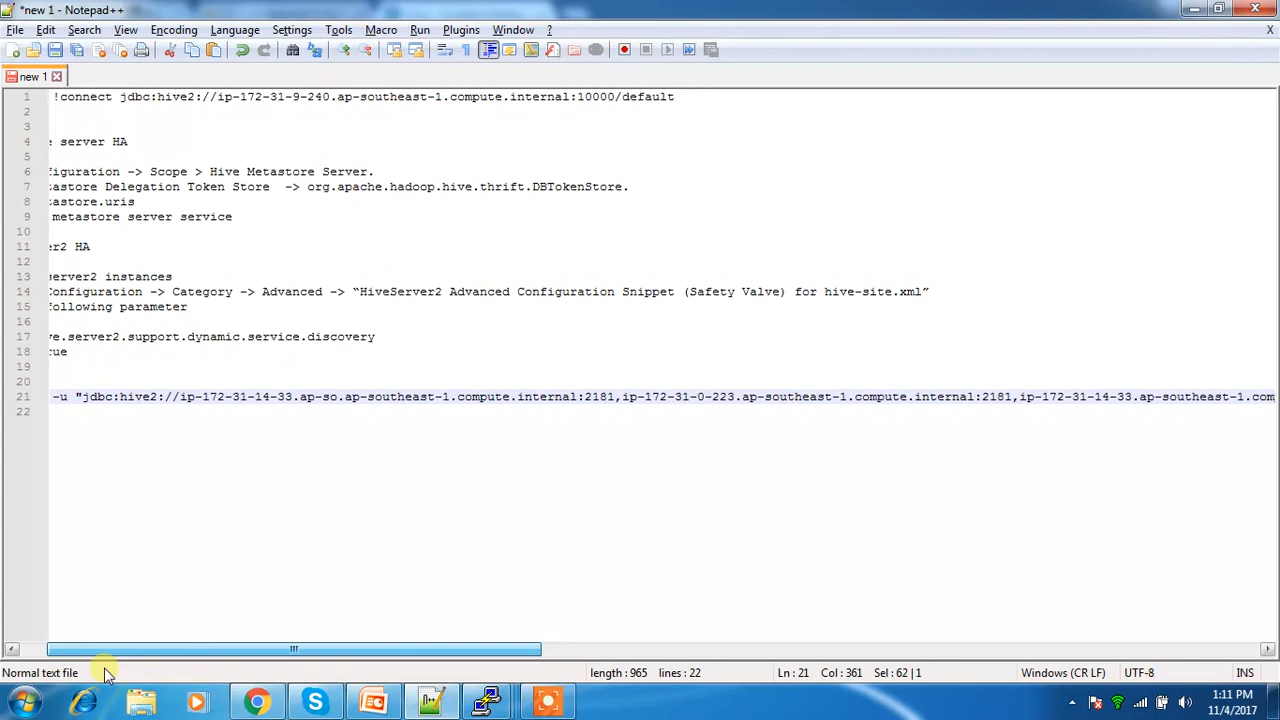 *new 1 - Notepad++
File Edit Search View Encoding Language Settings Tools Macro Run Plugins Window ? X
new 1
1 !connect jdbc:hive2://ip-172-31-9-240.ap-southeast-1.compute.internal:10000/default
2
3
4 e server HA
5
6 figuration -> Scope > Hive Metastore Server.
7 tastore Delegation Token Store -> org.apache.hadoop.hive.thrift.DBTokenStore.
8 tastore.uris
9 metastore server service
10
11 er2 HA
12
13 server2 instances
14 Configuration -> Category -> Advanced -> “HiveServer2 Advanced Configuration Snippet (Safety Valve) for hive-site.xml”
15 following parameter
16
17 ve.server2.support.dynamic.service.discovery
18 rue
19
20
21 -u "jdbc:hive2://ip-172-31-14-33.ap-so.ap-southeast-1.compute.internal:2181,ip-172-31-0-223.ap-southeast-1.compute.internal:2181,ip-172-31-14-33.ap-southeast-1.com
22
Normal text file length : 965 lines : 22 Ln : 21 Col : 361 Sel : 62 | 1 Windows (CR LF) UTF-8 INS
1:11 PM
11/4/2017